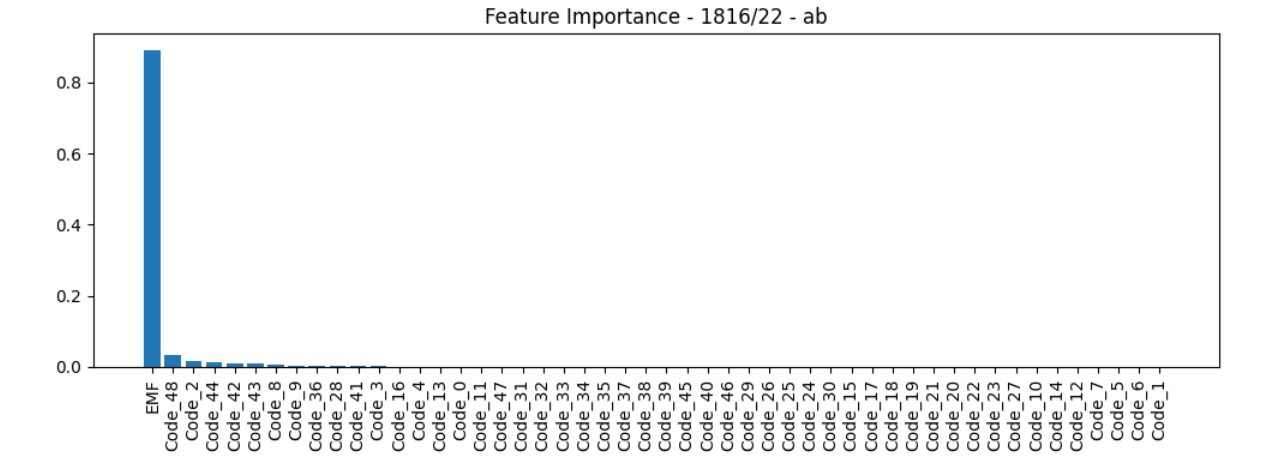 Feature Importance - 1816/22 - ab
0.8
0.6
0.4
0.2
0.0
EMF
Code_48
Code_2
Code_44
Code_42
Code_43
Code_8
Code_9
Code_36
Code_28
Code_41
Code_3
Code_16
Code_4
Code_13
Code_0
Code_11
Code_47
Code_31
Code_32
Code_33
Code_34
Code_35
Code_37
Code_38
Code_39
Code_45
Code_40
Code_46
Code_29
Code_26
Code_25
Code_24
Code_30
Code_15
Code_17
Code_18
Code_19
Code_21
Code_20
Code_22
Code_23
Code_27
Code_10
Code_14
Code_12
Code_7
Code_5
Code_6
Code_1